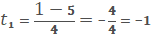 t₁ = (1 − 5)/4 = −4/4 = −1